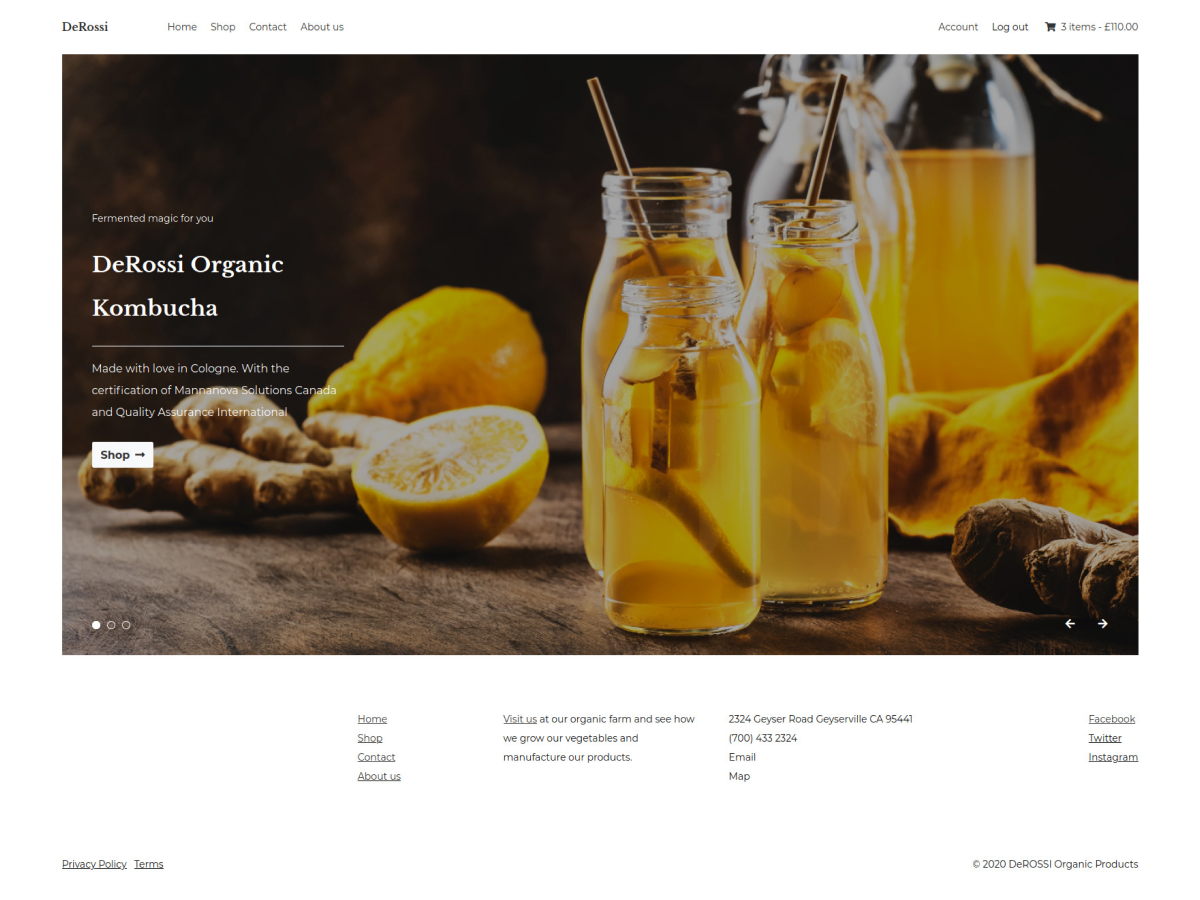 DeRossi
Home Shop Contact About us
Account Log out 3 items - £110.00
Fermented magic for you
DeRossi Organic
Kombucha
Made with love in Cologne. With the
certification of Mannanova Solutions Canada
and Quality Assurance International
Shop
Home
Shop
Contact
About us
Visit us at our organic farm and see how
we grow our vegetables and
manufacture our products.
2324 Geyser Road Geyserville CA 95441
(700) 433 2324
Email
Map
Facebook
Twitter
Instagram
Privacy Policy Terms
© 2020 DeROSSI Organic Products